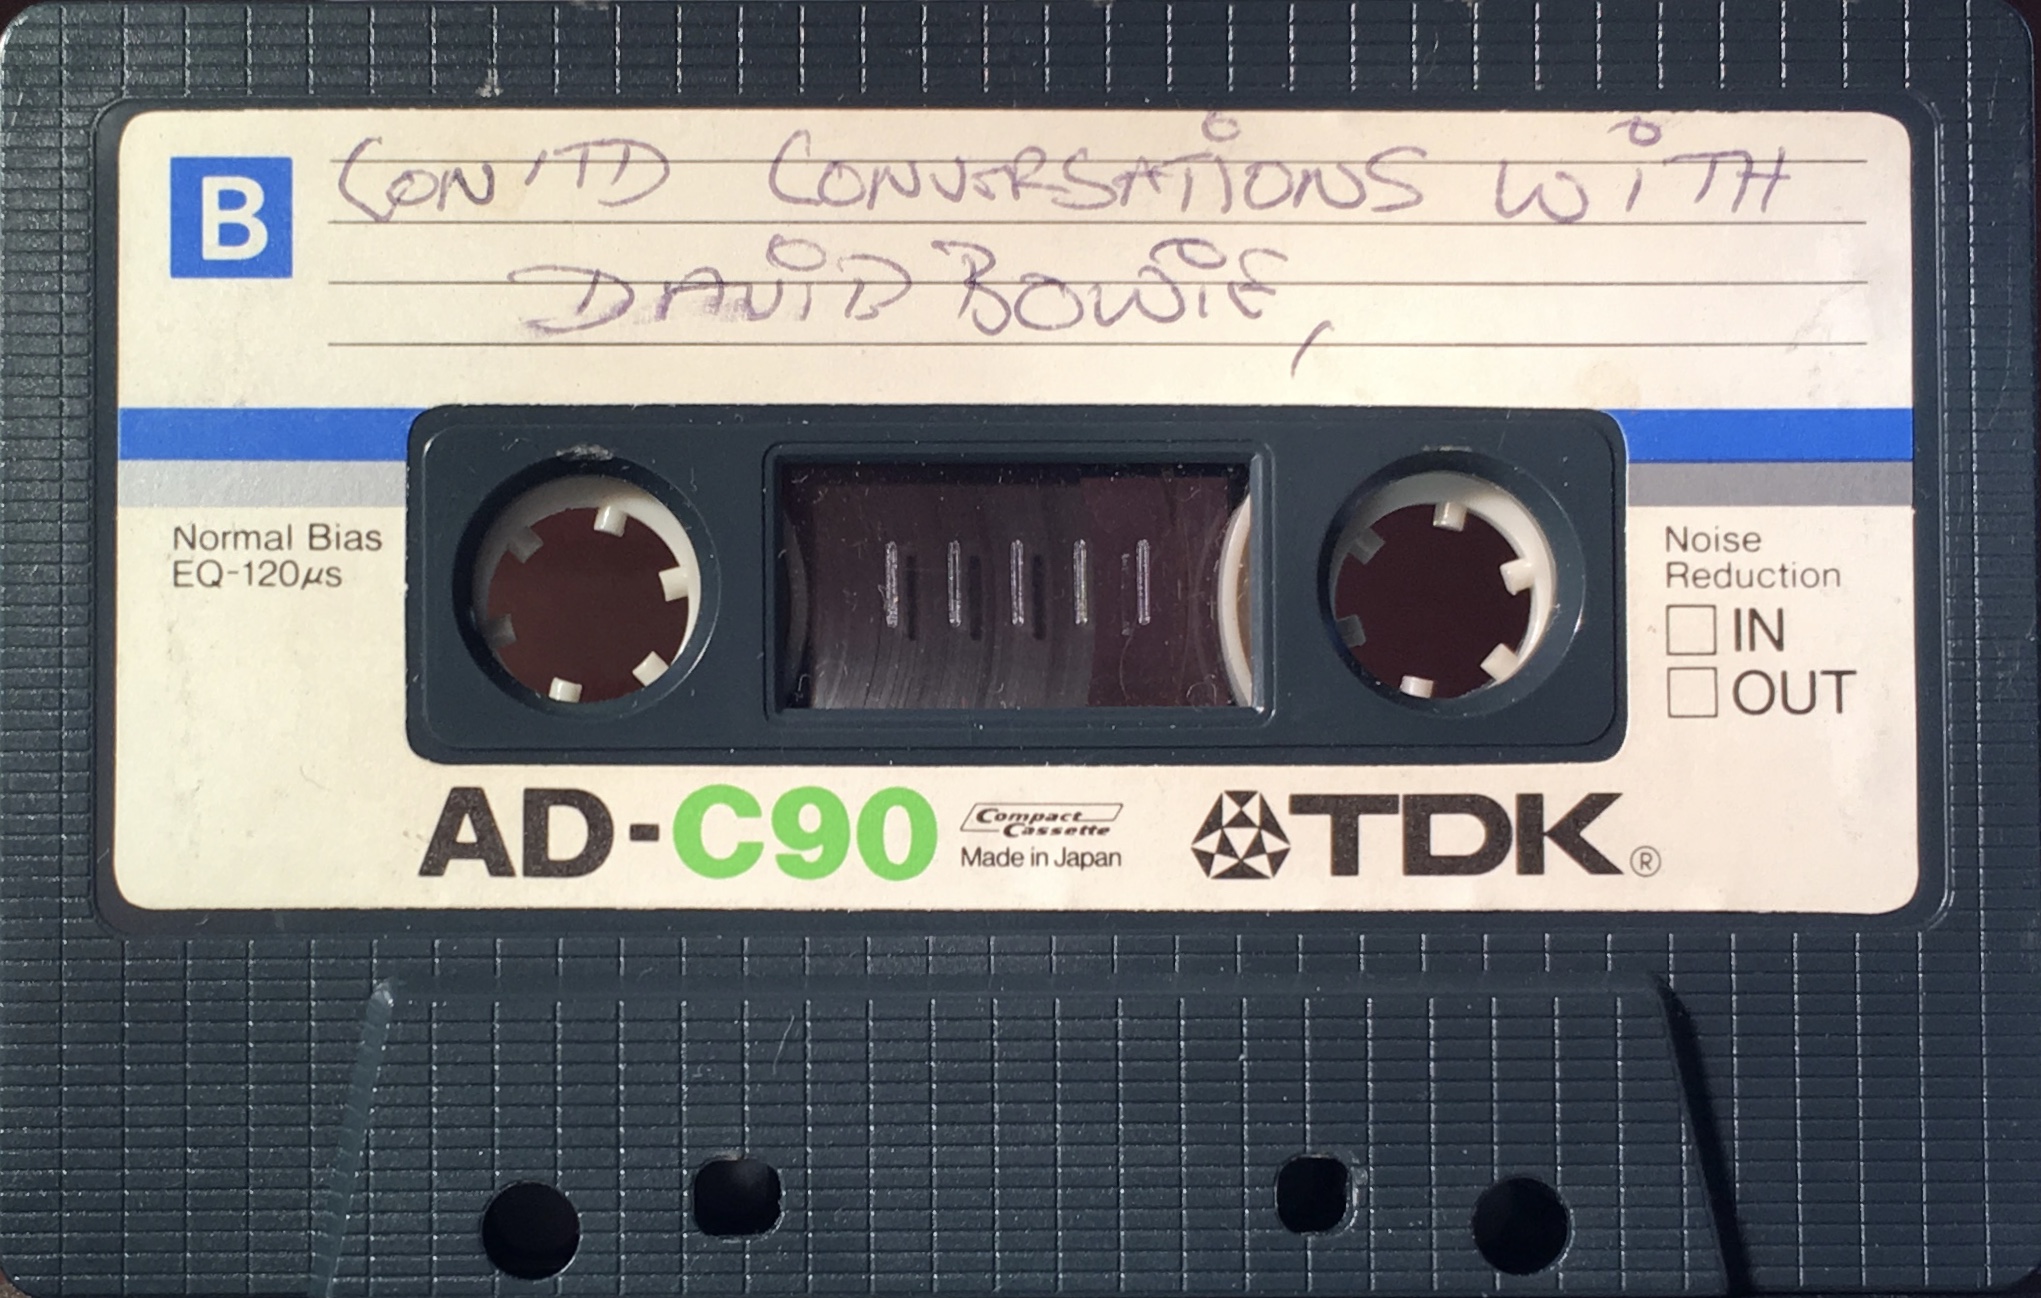 B
CON'TD CONVERSATIONS WiTH
DAViD BOWiE,
Normal Bias
EQ-120μs
Noise
Reduction
IN
OUT
AD-C90
Compact
Cassette
Made in Japan
TDK®